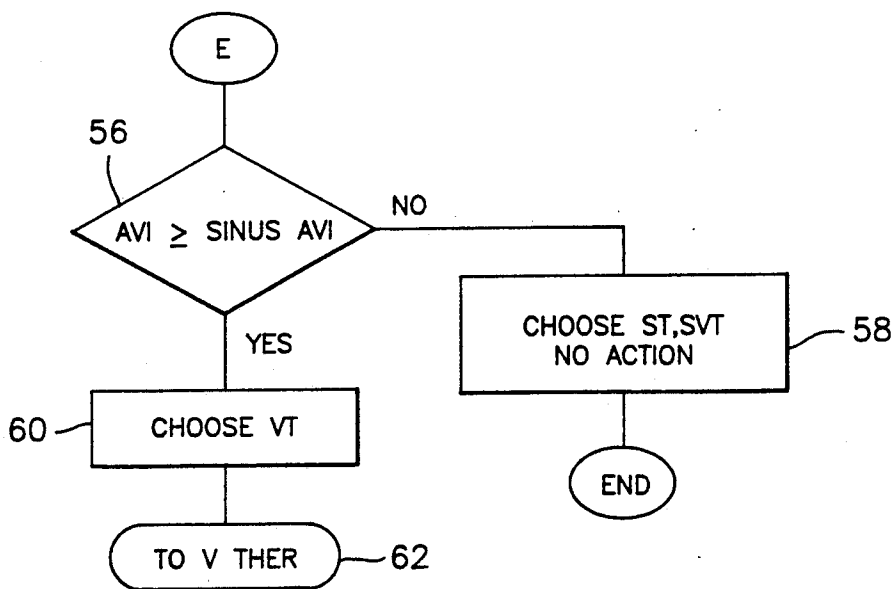 E
56
AVI ≥ SINUS AVI
NO
YES
CHOOSE ST,SVT
NO ACTION
58
60
CHOOSE VT
END
TO V THER
62